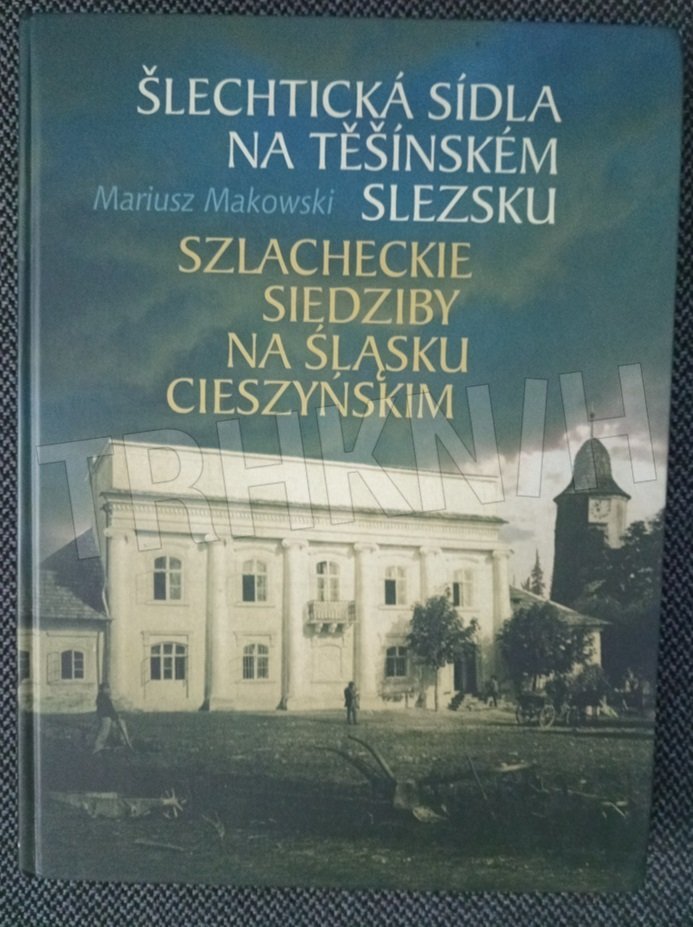 ŠLECHTICKÁ SÍDLA
NA TĚŠÍNSKÉM
Mariusz Makowski SLEZSKU
SZLACHECKIE
SIEDZIBY
NA ŚLĄSKU
CIESZYŃSKIM
TRHKNIH